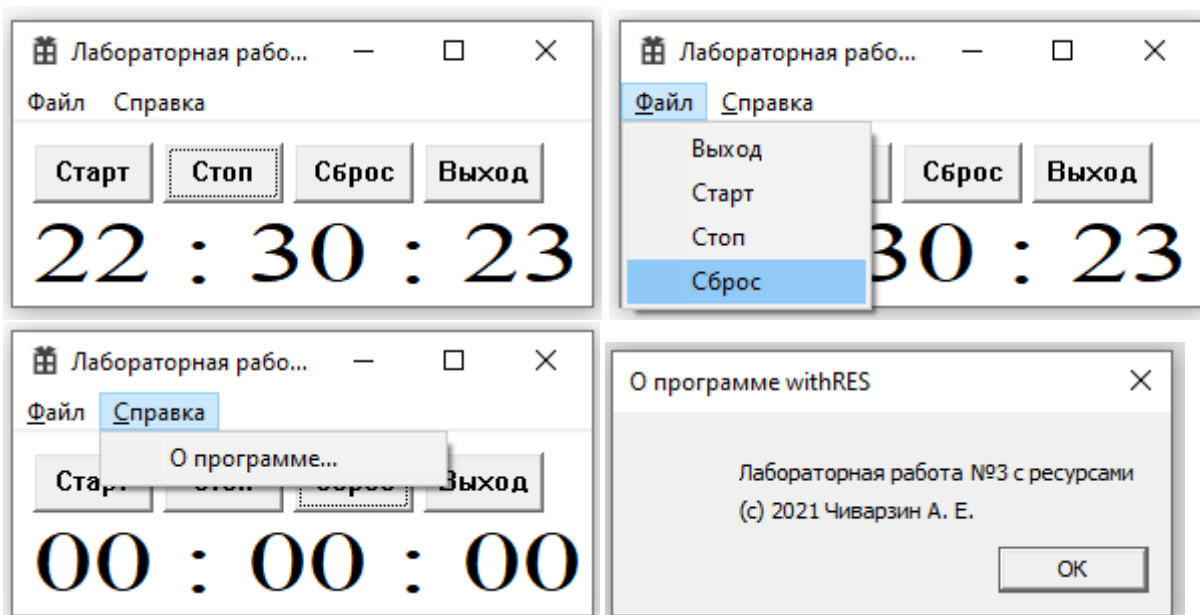 Лабораторная рабо...
Файл Справка
Старт Стоп Сброс Выход
22 : 30 : 23
Лабораторная рабо...
Файл Справка
Выход
Старт
Стоп
Сброс
Сброс Выход
30 : 23
Лабораторная рабо...
Файл Справка
О программе...
Выход
00 : 00 : 00
О программе withRES
Лабораторная работа №3 с ресурсами
(c) 2021 Чиварзин А. Е.
OK